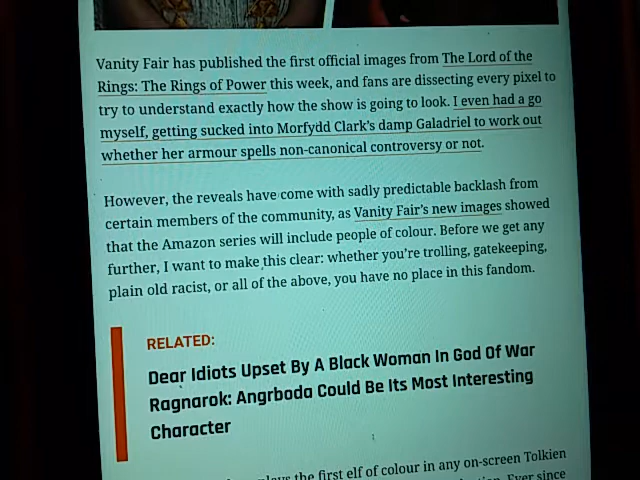 Vanity Fair has published the first official images from The Lord of the
Rings: The Rings of Power this week, and fans are dissecting every pixel to
try to understand exactly how the show is going to look. I even had a go
myself, getting sucked into Morfydd Clark's damp Galadriel to work out
whether her armour spells non-canonical controversy or not.
However, the reveals have come with sadly predictable backlash from
certain members of the community, as Vanity Fair's new images showed
that the Amazon series will include people of colour. Before we get any
further, I want to make this clear: whether you're trolling, gatekeeping,
plain old racist, or all of the above, you have no place in this fandom.
RELATED:
Dear Idiots Upset By A Black Woman In God Of War
Ragnarok: Angrboda Could Be Its Most Interesting
Character
the first elf of colour in any on-screen Tolkien
Ever since